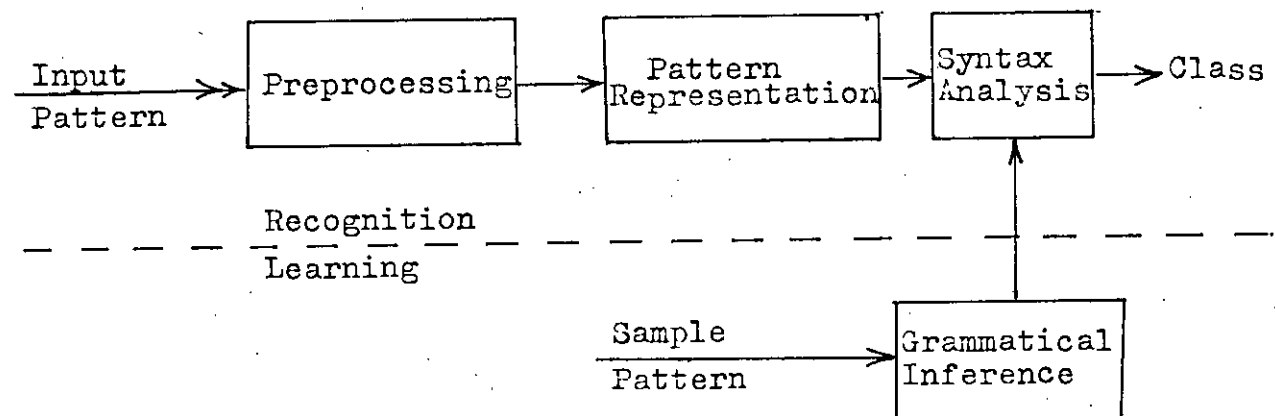 Input
Pattern
Preprocessing
Pattern
Representation
Syntax
Analysis
Class
Recognition
Learning
Sample
Pattern
Grammatical
Inference